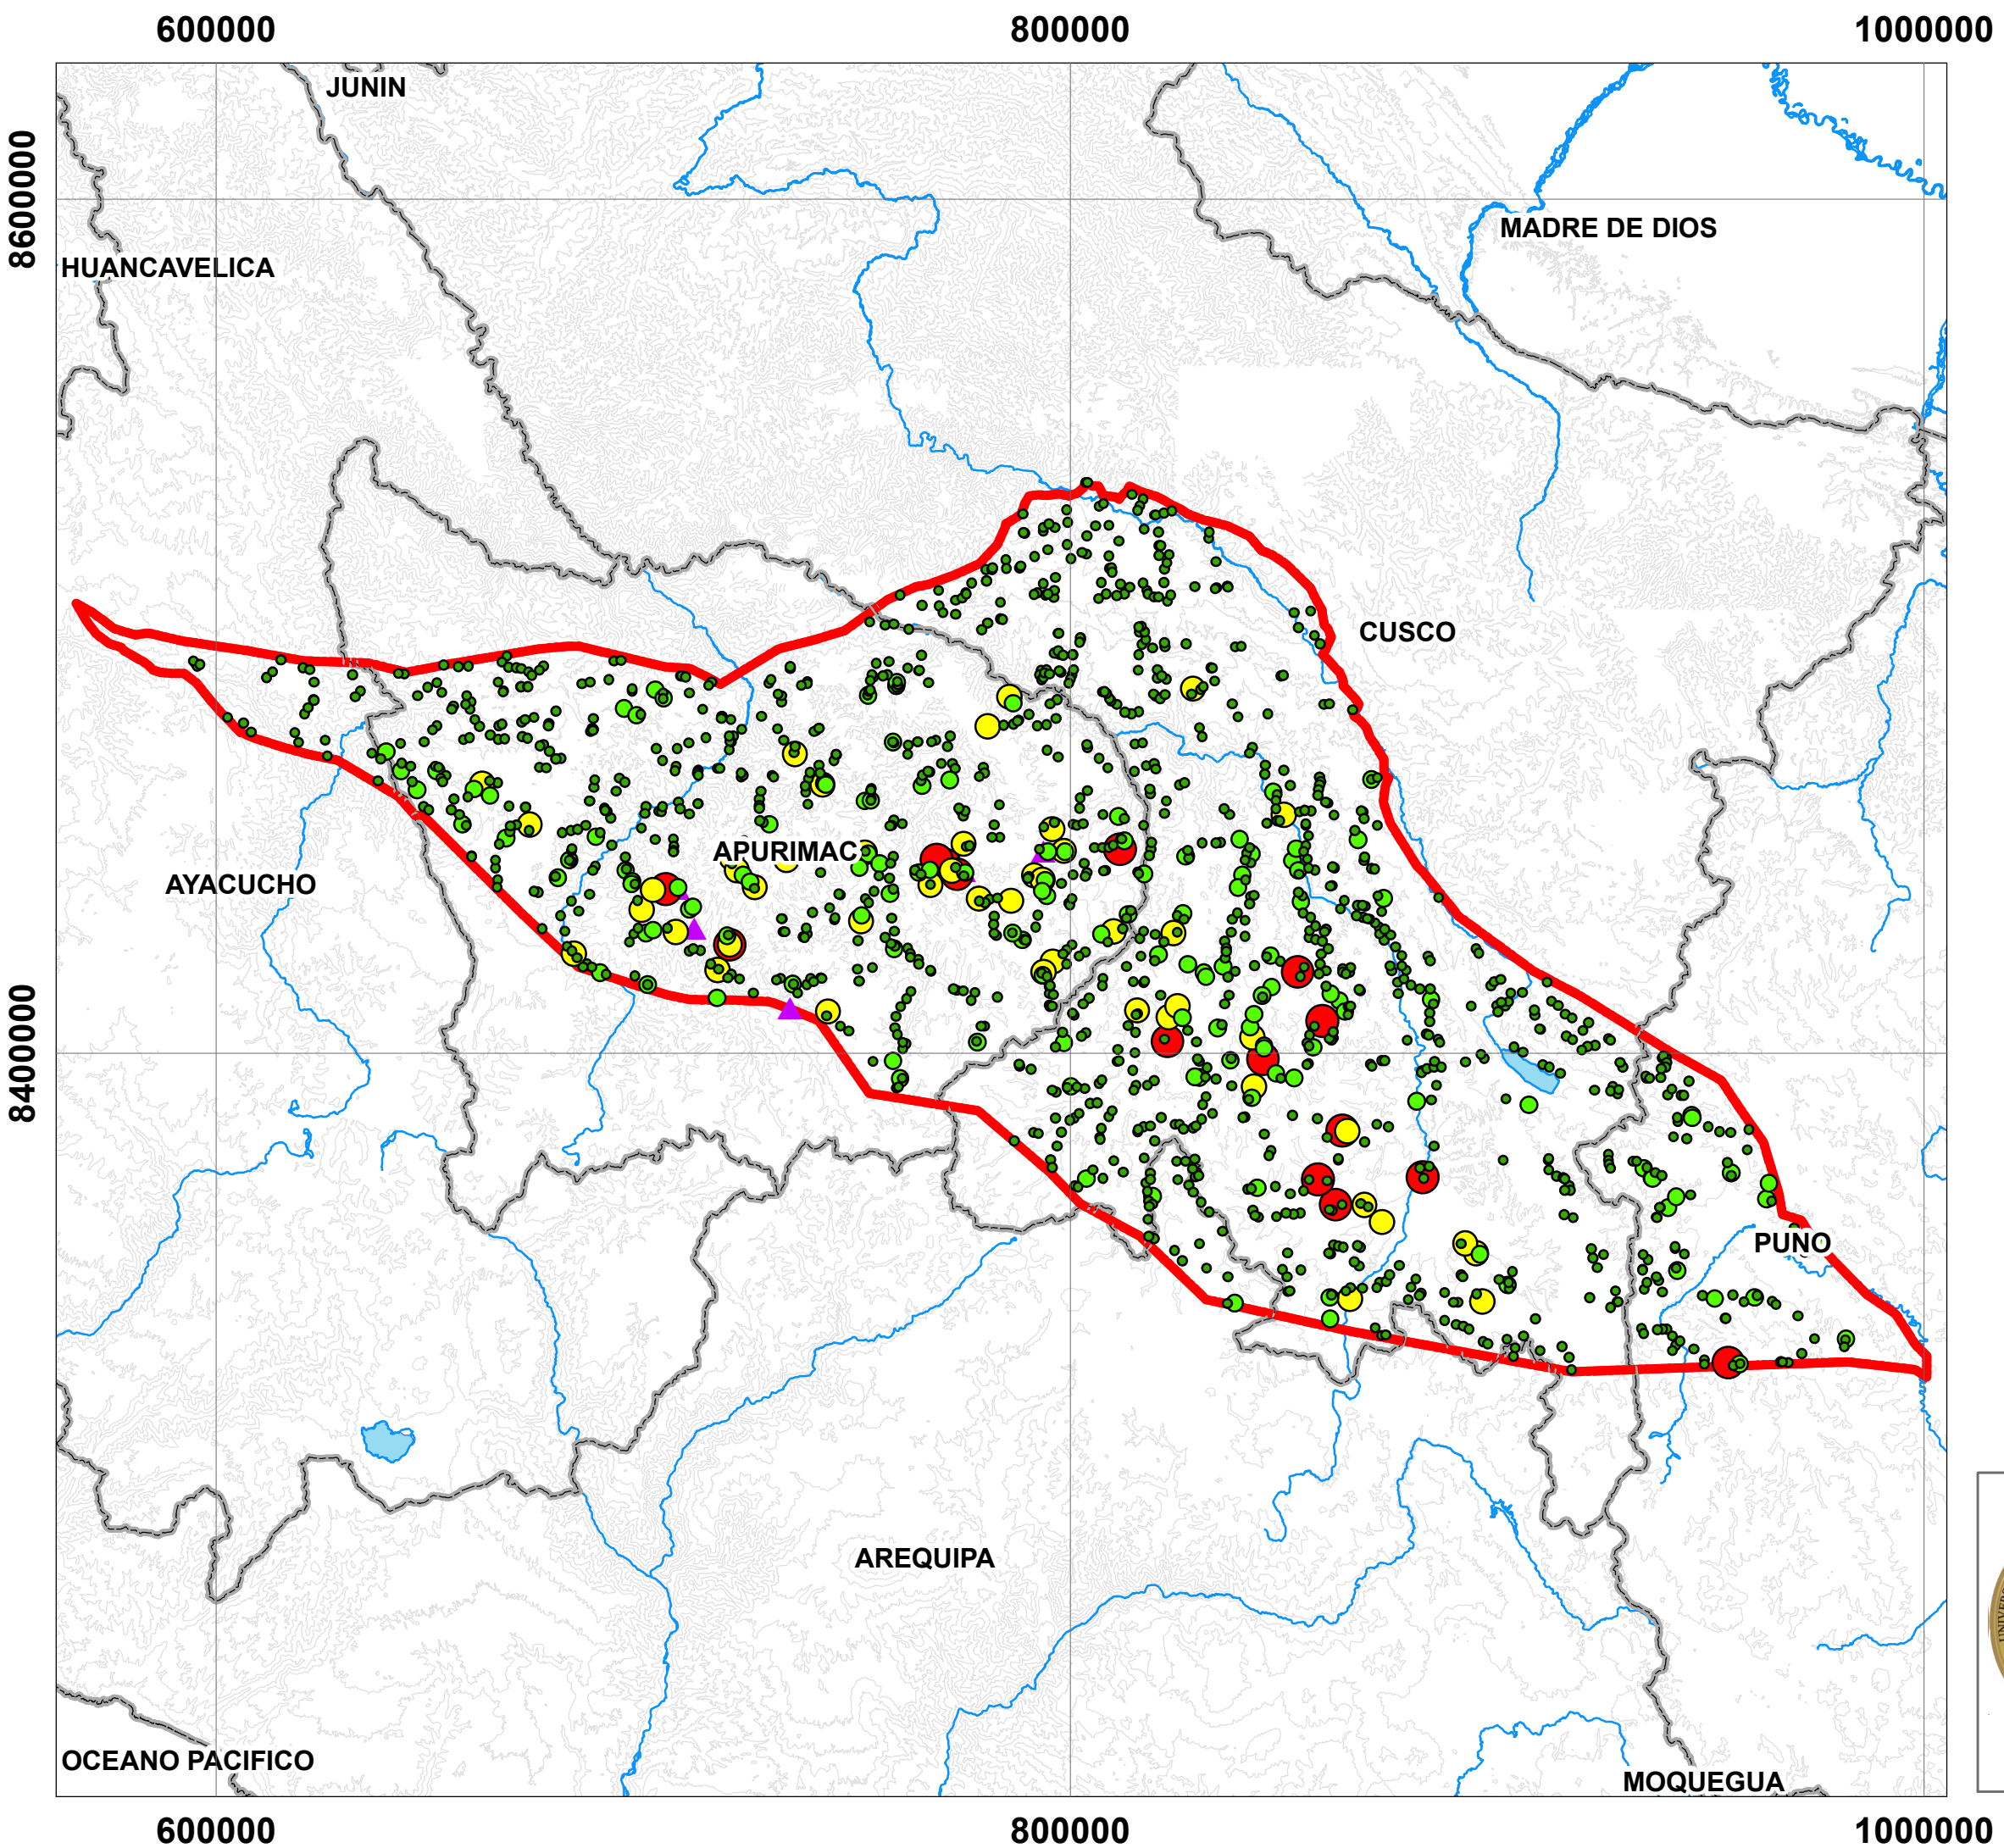 600000
800000
1000000
JUNIN
8600000
MADRE DE DIOS
HUANCAVELICA
CUSCO
APURIMAC
AYACUCHO
8400000
PUNO
AREQUIPA
OCEANO PACIFICO
MOQUEGUA
600000
800000
1000000